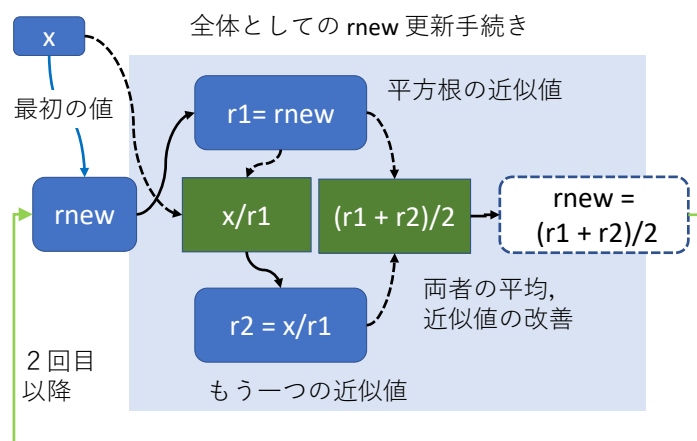 全体としての rnew 更新手続き
x
最初の値
平方根の近似値
r1= rnew
rnew
x/r1
(r1 + r2)/2
rnew =
(r1 + r2)/2
r2 = x/r1
両者の平均,
近似値の改善
２回目
以降
もう一つの近似値